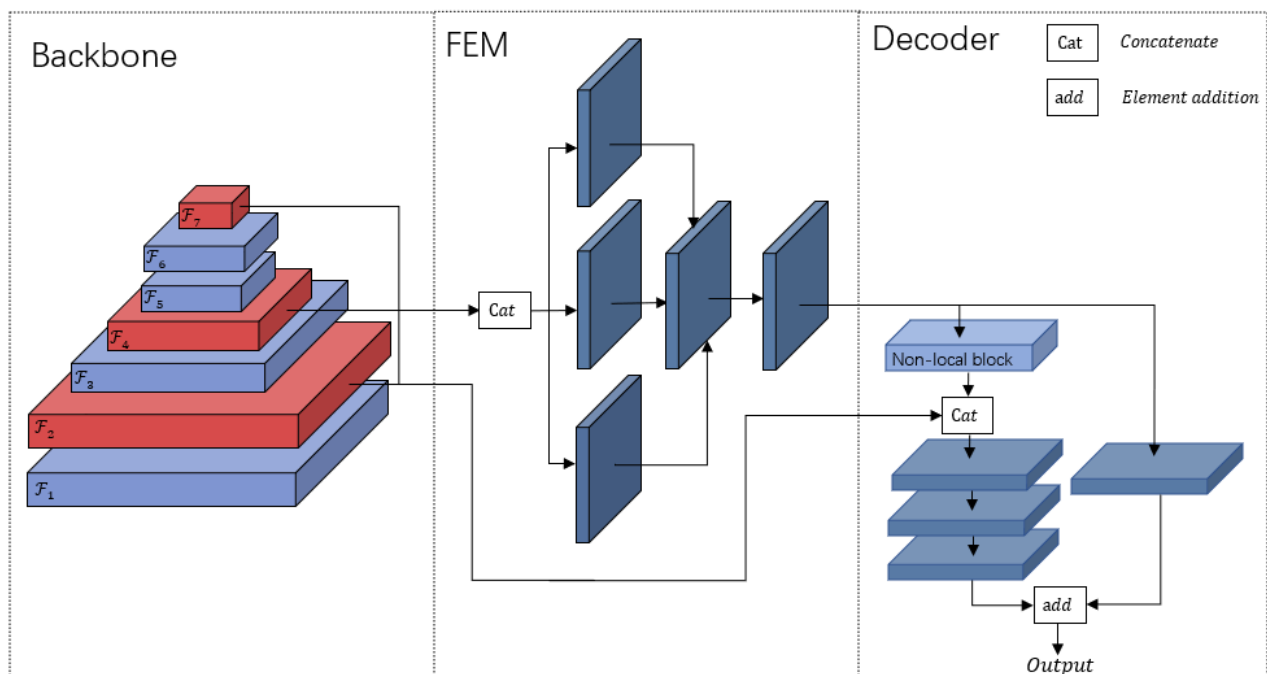 Backbone
FEM
Decoder
Cat Concatenate
add Element addition
ℱ₇
ℱ₆
ℱ₅
ℱ₄
ℱ₃
ℱ₂
ℱ₁
Cat
Non-local block
Cat
add
Output